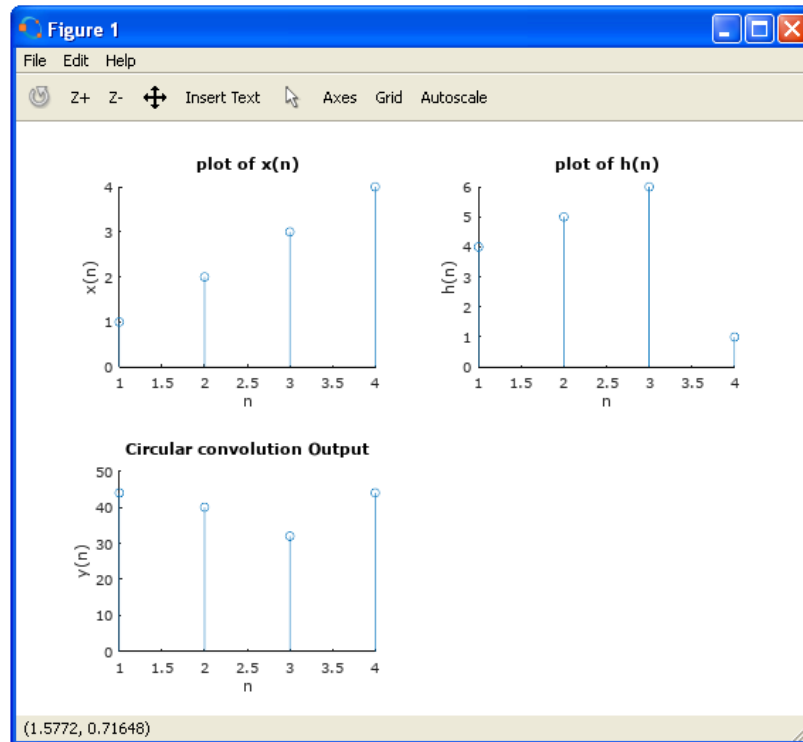 Figure 1
File Edit Help
Z+ Z- Insert Text Axes Grid Autoscale
plot of x(n)
4
3
2
1
0
x(n)
1 1.5 2 2.5 3 3.5 4
n
plot of h(n)
6
5
4
3
2
1
0
h(n)
1 1.5 2 2.5 3 3.5 4
n
Circular convolution Output
50
40
30
20
10
0
y(n)
1 1.5 2 2.5 3 3.5 4
n
(1.5772, 0.71648)